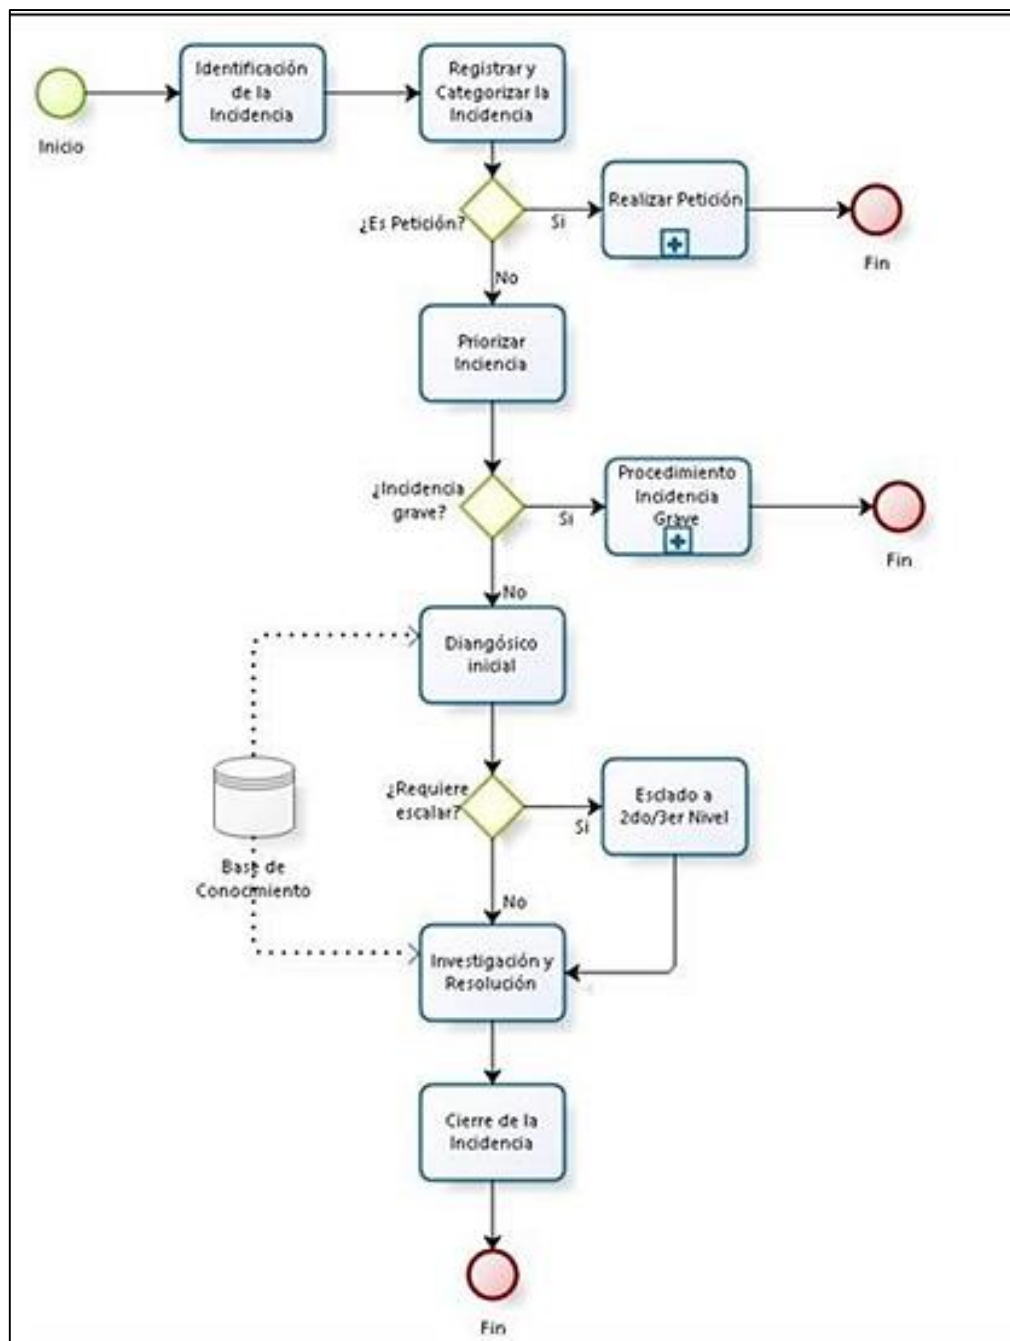 Inicio
Identificación
de la
Incidencia
Registrar y
Categorizar la
Incidencia
¿Es Petición?
Si
Realizar Petición
Fin
No
Priorizar
Inciencia
¿Incidencia
grave?
Si
Procedimiento
Incidencia
Grave
Fin
No
Diangósico
inicial
¿Requiere
escalar?
Si
Esclado a
2do/3er Nivel
Base de
Conocimiento
No
Investigación y
Resolución
Cierre de la
Incidencia
Fin